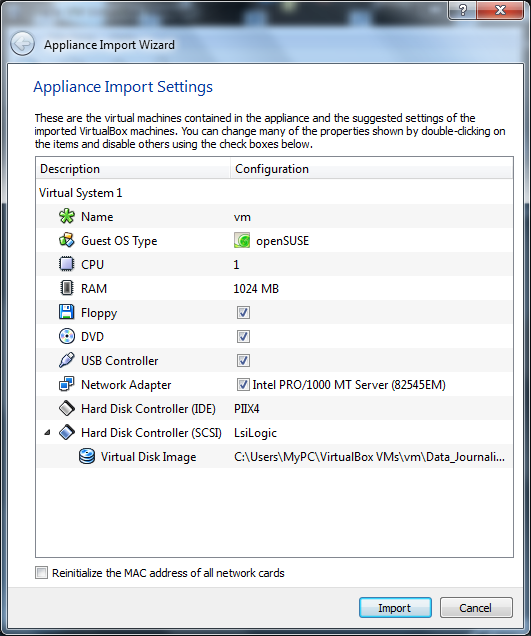 ?
Appliance Import Wizard
Appliance Import Settings
These are the virtual machines contained in the appliance and the suggested settings of the
imported VirtualBox machines. You can change many of the properties shown by double-clicking on
the items and disable others using the check boxes below.
Description Configuration
Virtual System 1
Name vm
Guest OS Type openSUSE
CPU 1
RAM 1024 MB
Floppy
DVD
USB Controller
Network Adapter Intel PRO/1000 MT Server (82545EM)
Hard Disk Controller (IDE) PIIX4
Hard Disk Controller (SCSI) LsiLogic
Virtual Disk Image C:\Users\MyPC\VirtualBox VMs\vm\Data_Journali...
Reinitialize the MAC address of all network cards
Import Cancel